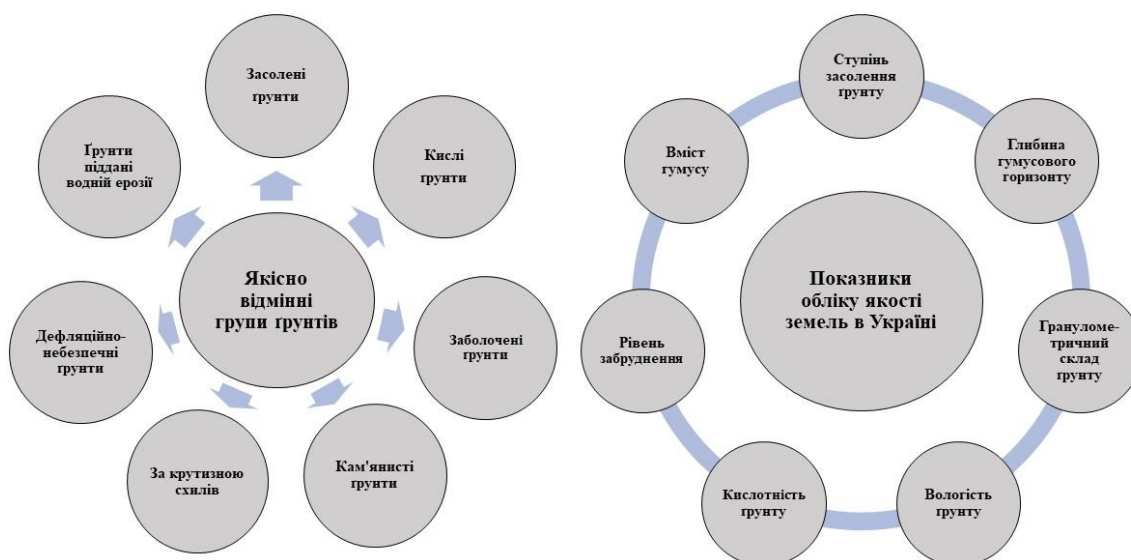 Якісно
відмінні
групи ґрунтів
Засолені
ґрунти
Кислі
ґрунти
Заболочені
ґрунти
Кам'янисті
ґрунти
За крутизною
схилів
Дефляційно-
небезпечні
ґрунти
Ґрунти
піддані
водній ерозії
Показники
обліку якості
земель в Україні
Ступінь
засолення
ґрунту
Глибина
гумусового
горизонту
Гранулome-
тричний
склад
ґрунту
Вологість
ґрунту
Кислотність
ґрунту
Рівень
забруднення
Вміст
гумусу